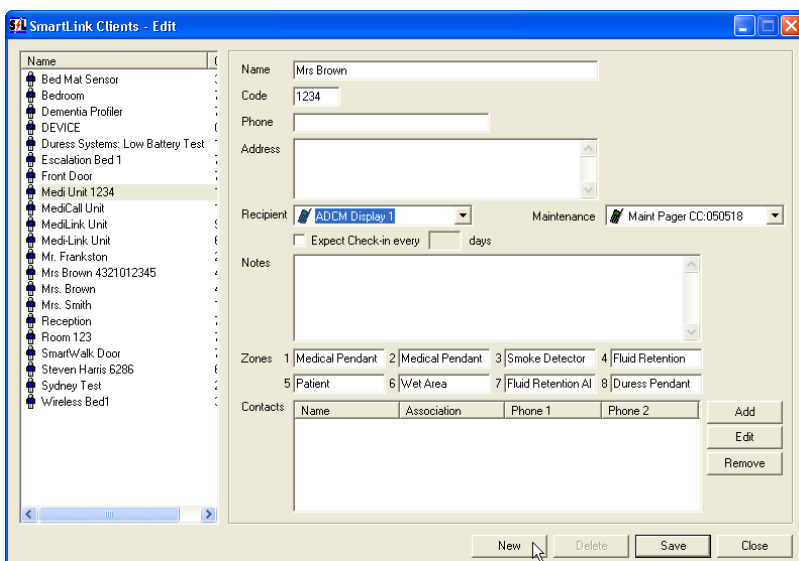 SmartLink Clients - Edit
Name
Bed Mat Sensor
Bedroom
Dementia Profiler
DEVICE
Duress Systems: Low Battery Test
Escalation Bed 1
Front Door
Medi Unit 1234
MediCall Unit
MediLink Unit
Medi-Link Unit
Mr. Frankston
Mrs Brown 4321012345
Mrs. Brown
Mrs. Smith
Reception
Room 123
SmartWalk Door
Steven Harris 6286
Sydney Test
Wireless Bed1
Name Mrs Brown
Code 1234
Phone
Address
Recipient ADCM Display 1 Maintenance Maint Pager CC:050518
Expect Check-in every days
Notes
Zones 1 Medical Pendant 2 Medical Pendant 3 Smoke Detector 4 Fluid Retention
5 Patient 6 Wet Area 7 Fluid Retention Al 8 Duress Pendant
Contacts Name Association Phone 1 Phone 2 Add
Edit
Remove
New Delete Save Close